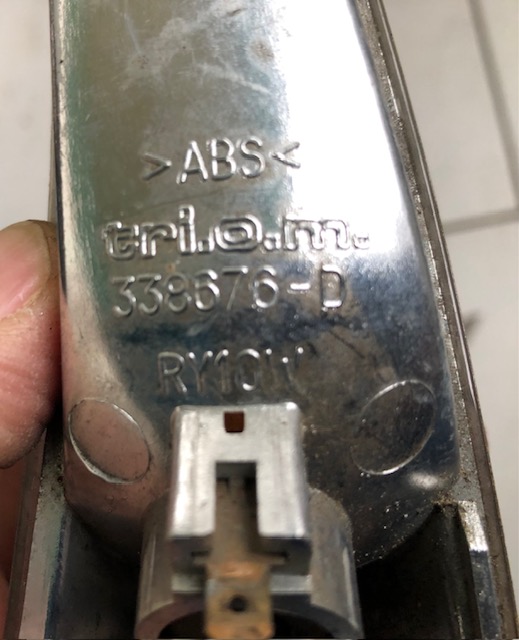 >ABS<
tri.o.m.
338676-D
RY10W